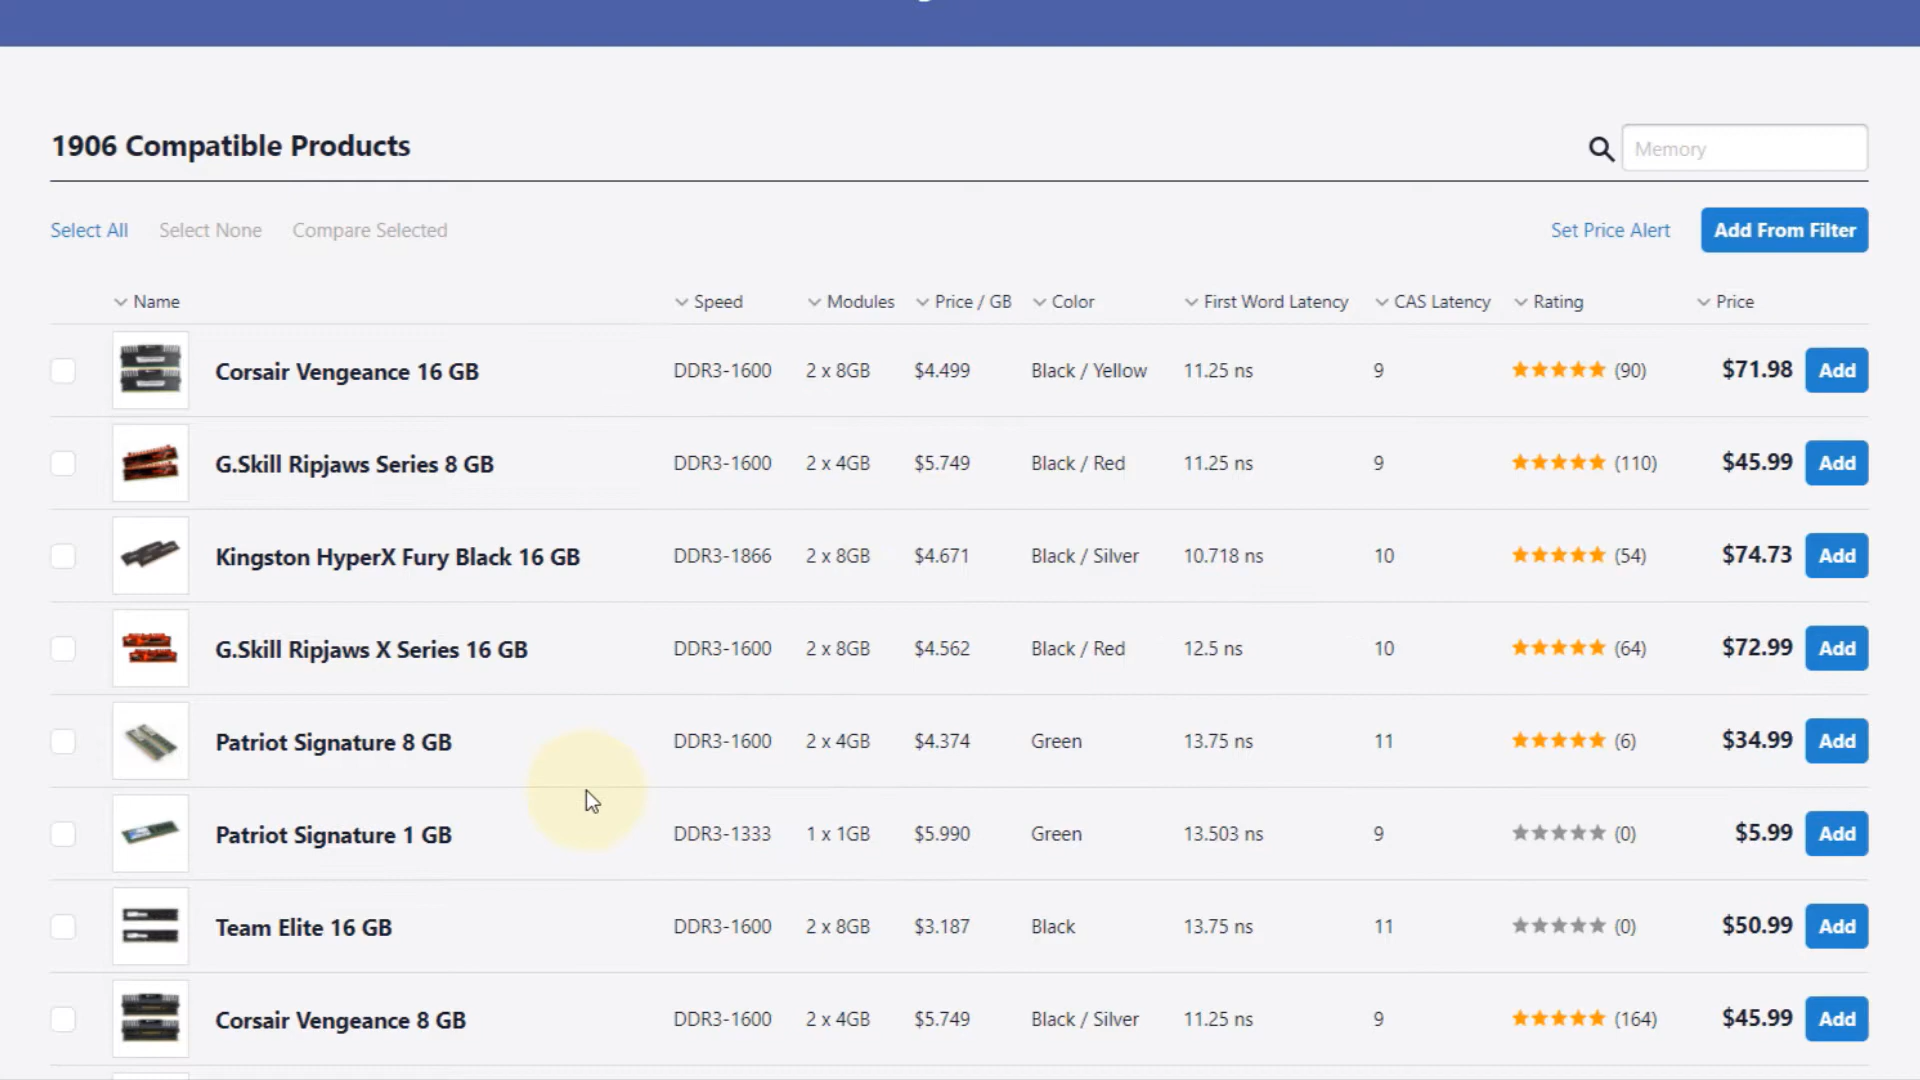 1906 Compatible Products
Memory
Select All Select None Compare Selected Set Price Alert Add From Filter
Name Speed Modules Price / GB Color First Word Latency CAS Latency Rating Price
Corsair Vengeance 16 GB DDR3-1600 2 x 8GB $4.499 Black / Yellow 11.25 ns 9 (90) $71.98 Add
G.Skill Ripjaws Series 8 GB DDR3-1600 2 x 4GB $5.749 Black / Red 11.25 ns 9 (110) $45.99 Add
Kingston HyperX Fury Black 16 GB DDR3-1866 2 x 8GB $4.671 Black / Silver 10.718 ns 10 (54) $74.73 Add
G.Skill Ripjaws X Series 16 GB DDR3-1600 2 x 8GB $4.562 Black / Red 12.5 ns 10 (64) $72.99 Add
Patriot Signature 8 GB DDR3-1600 2 x 4GB $4.374 Green 13.75 ns 11 (6) $34.99 Add
Patriot Signature 1 GB DDR3-1333 1 x 1GB $5.990 Green 13.503 ns 9 (0) $5.99 Add
Team Elite 16 GB DDR3-1600 2 x 8GB $3.187 Black 13.75 ns 11 (0) $50.99 Add
Corsair Vengeance 8 GB DDR3-1600 2 x 4GB $5.749 Black / Silver 11.25 ns 9 (164) $45.99 Add